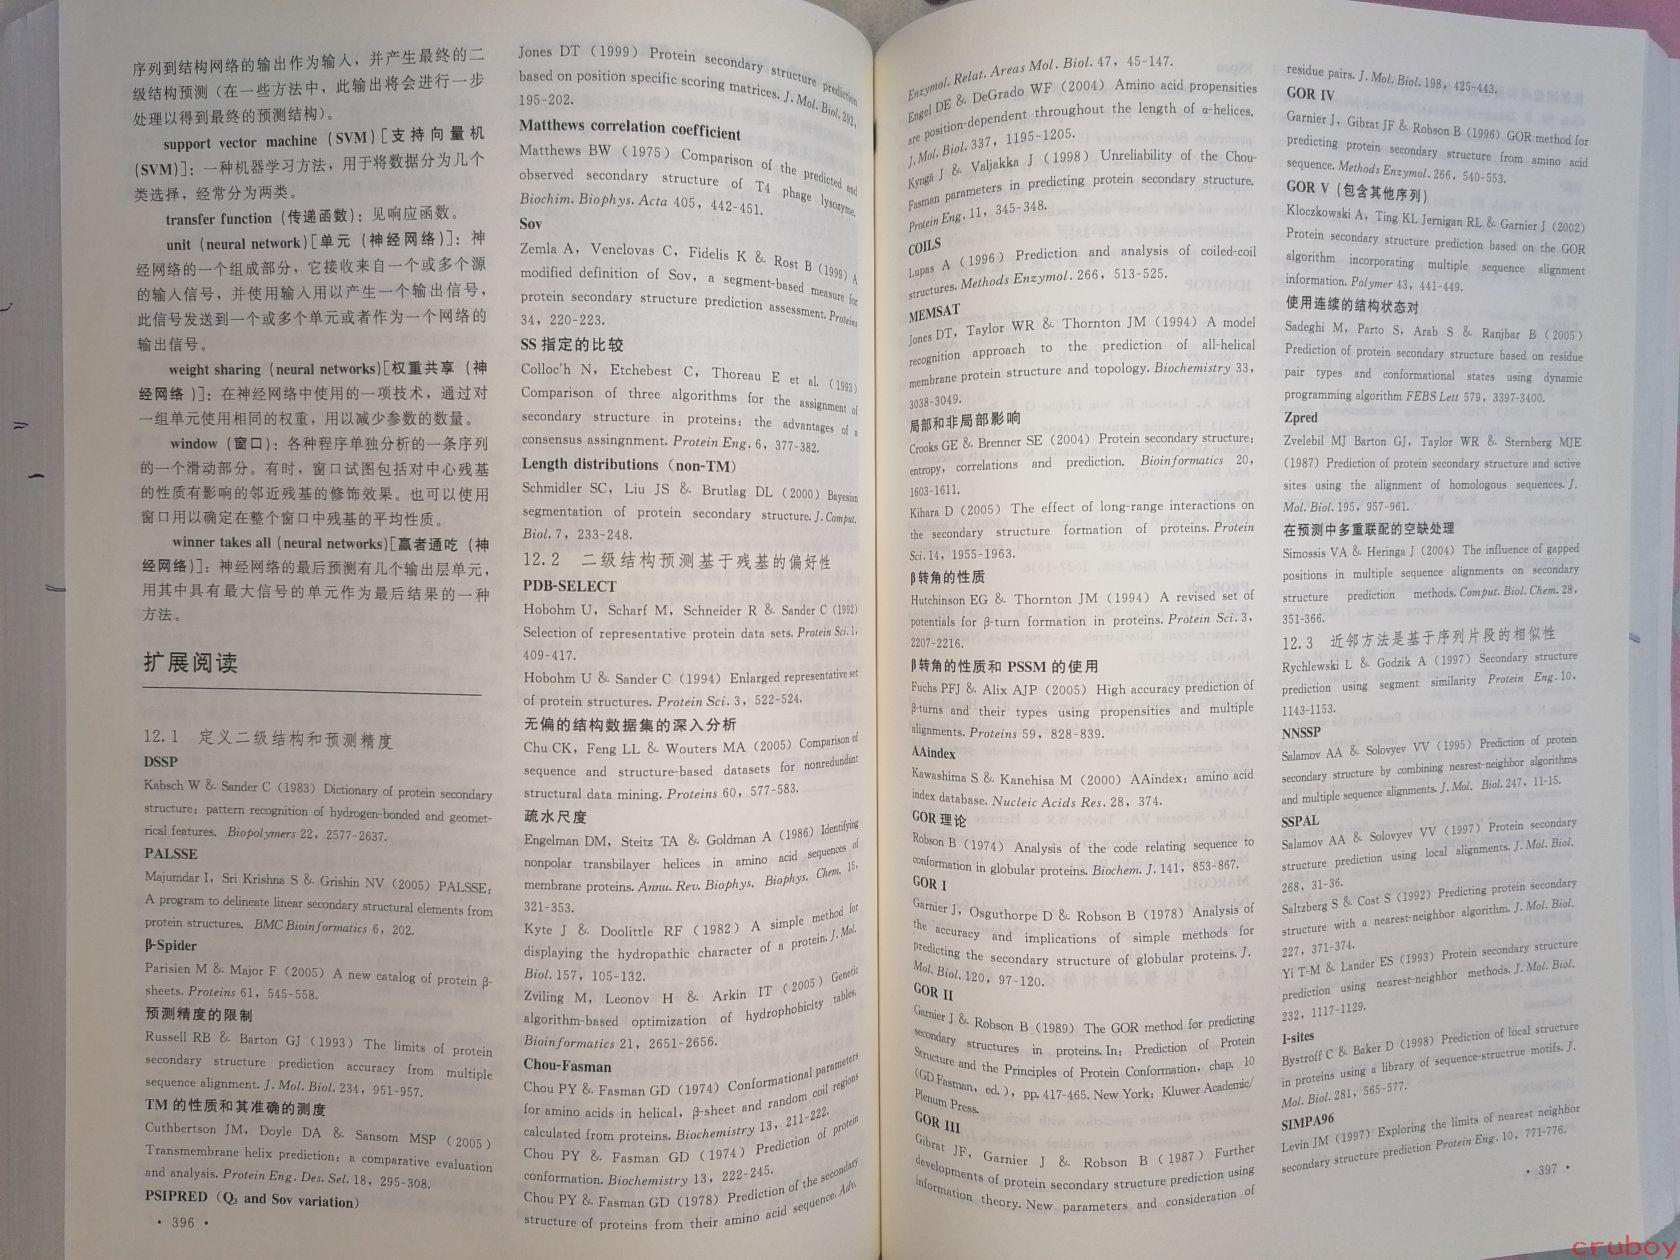 序列到结构网络的输出作为输入，并产生最终的二
级结构预测（在一些方法中，此输出将会进行一步
处理以得到最终的预测结构）。
support vector machine (SVM)[支持向量机
(SVM)]：一种机器学习方法，用于将数据分为几个
类选择，经常分为两类。
transfer function (传递函数)：见响应函数。
unit (neural network)[单元（神经网络）]：神
经网络的一个组成部分，它接收来自一个或多个源
的输入信号，并使用输入用以产生一个输出信号，
此信号发送到一个或多个单元或者作为一个网络的
输出信号。
weight sharing (neural networks)[权重共享（神
经网络）]：在神经网络中使用的一项技术，通过对
一组单元使用相同的权重，用以减少参数的数量。
window (窗口)：各种程序单独分析的一条序列
的一个滑动部分。有时，窗口试图包括对中心残基
的性质有影响的邻近残基的修饰效果。也可以使用
窗口用以确定在整个窗口中残基的平均性质。
winner takes all (neural networks)[赢者通吃（神
经网络）]：神经网络的最后预测有几个输出层单元，
用其中具有最大信号的单元作为最后结果的一种
方法。
扩展阅读
12.1 定义二级结构和预测精度
DSSP
Kabsch W & Sander C (1983) Dictionary of protein secondary
structure: pattern recognition of hydrogen-bonded and geomet-
rical features. Biopolymers 22, 2577-2637.
PALSSE
Majumdar I, Sri Krishna S & Grishin NV (2005) PALSSE:
A program to delineate linear secondary structural elements from
protein structures. BMC Bioinformatics 6, 202.
β-Spider
Parisien M & Major F (2005) A new catalog of protein β-
sheets. Proteins 61, 545-558.
预测精度的限制
Russell RB & Barton GJ (1993) The limits of protein
secondary structure prediction accuracy from multiple
sequence alignment. J. Mol. Biol. 234, 951-957.
TM 的性质和其准确的测度
Cuthbertson JM, Doyle DA & Sansom MSP (2005)
Transmembrane helix prediction: a comparative evaluation
and analysis. Protein Eng. Des. Sel. 18, 295-308.
PSIPRED (Q3 and Sov variation)
· 396 ·
Jones DT (1999) Protein secondary structure prediction
based on position specific scoring matrices. J. Mol. Biol. 292,
195-202.
Matthews correlation coefficient
Matthews BW (1975) Comparison of the predicted and
observed secondary structure of T4 phage lysozyme.
Biochim. Biophys. Acta 405, 442-451.
Sov
Zemla A, Venclovas C, Fidelis K & Rost B (1999) A
modified definition of Sov, a segment-based measure for
protein secondary structure prediction assessment. Proteins
34, 220-223.
SS 指定的比较
Colloc'h N, Etchebest C, Thoreau E et al. (1993)
Comparison of three algorithms for the assignment of
secondary structure in proteins: the advantages of a
consensus assingnment. Protein Eng. 6, 377-382.
Length distributions (non-TM)
Schmidler SC, Liu JS & Brutlag DL (2000) Bayesian
segmentation of protein secondary structure. J. Comput.
Biol. 7, 233-248.
12.2 二级结构预测基于残基的偏好性
PDB-SELECT
Hobohm U, Scharf M, Schneider R & Sander C (1992)
Selection of representative protein data sets. Protein Sci. 1,
409-417.
Hobohm U & Sander C (1994) Enlarged representative set
of protein structures. Protein Sci. 3, 522-524.
无偏的结构数据集的深入分析
Chu CK, Feng LL & Wouters MA (2005) Comparison of
sequence and structure-based datasets for nonredundant
structural data mining. Proteins 60, 577-583.
疏水尺度
Engelman DM, Steitz TA & Goldman A (1986) Identifying
nonpolar transbilayer helices in amino acid sequences of
membrane proteins. Annu. Rev. Biophys. Biophys. Chem. 15,
321-353.
Kyte J & Doolittle RF (1982) A simple method for
displaying the hydropathic character of a protein. J. Mol.
Biol. 157, 105-132.
Zviling M, Leonov H & Arkin IT (2005) Genetic
algorithm-based optimization of hydrophobicity tables.
Bioinformatics 21, 2651-2656.
Chou-Fasman
Chou PY & Fasman GD (1974) Conformational parameters
for amino acids in helical, β-sheet and random coil regions
calculated from proteins. Biochemistry 13, 211-222.
Chou PY & Fasman GD (1974) Prediction of protein
conformation. Biochemistry 13, 222-245.
Chou PY & Fasman GD (1978) Prediction of the secondary
structure of proteins from their amino acid sequence. Adv.
Enzymol. Relat. Areas Mol. Biol. 47, 45-147.
Engel DE & DeGrado WF (2004) Amino acid propensities
are position-dependent throughout the length of α-helices.
J. Mol. Biol. 337, 1195-1205.
Kyngä J & Valjakka J (1998) Unreliability of the Chou-
Fasman parameters in predicting protein secondary structure.
Protein Eng. 11, 345-348.
COILS
Lupas A (1996) Prediction and analysis of coiled-coil
structures. Methods Enzymol. 266, 513-525.
MEMSAT
Jones DT, Taylor WR & Thornton JM (1994) A model
recognition approach to the prediction of all-helical
membrane protein structure and topology. Biochemistry 33,
3038-3049.
局部和非局部影响
Crooks GE & Brenner SE (2004) Protein secondary structure:
entropy, correlations and prediction. Bioinformatics 20,
1603-1611.
Kihara D (2005) The effect of long-range interactions on
the secondary structure formation of proteins. Protein
Sci. 14, 1955-1963.
β转角的性质
Hutchinson EG & Thornton JM (1994) A revised set of
potentials for β-turn formation in proteins. Protein Sci. 3,
2207-2216.
β转角的性质和 PSSM 的使用
Fuchs PFJ & Alix AJP (2005) High accuracy prediction of
β-turns and their types using propensities and multiple
alignments. Proteins 59, 828-839.
AAindex
Kawashima S & Kanehisa M (2000) AAindex: amino acid
index database. Nucleic Acids Res. 28, 374.
GOR 理论
Robson B (1974) Analysis of the code relating sequence to
conformation in globular proteins. Biochem. J. 141, 853-867.
GOR I
Garnier J, Osguthorpe D & Robson B (1978) Analysis of
the accuracy and implications of simple methods for
predicting the secondary structure of globular proteins. J.
Mol. Biol. 120, 97-120.
GOR II
Garnier J & Robson B (1989) The GOR method for predicting
secondary structures in proteins. In: Prediction of Protein
Structure and the Principles of Protein Conformation, chap. 10
(GD Fasman, ed.), pp. 417-465. New York: Kluwer Academic/
Plenum Press.
GOR III
Gibrat JF, Garnier J & Robson B (1987) Further
developments of protein secondary structure prediction using
information theory. New parameters and consideration of
residue pairs. J. Mol. Biol. 198, 425-443.
GOR IV
Garnier J, Gibrat JF & Robson B (1996) GOR method for
predicting protein secondary structure from amino acid
sequence. Methods Enzymol. 266, 540-553.
GOR V (包含其他序列)
Kloczkowski A, Ting KL Jernigan RL & Garnier J (2002)
Protein secondary structure prediction based on the GOR
algorithm incorporating multiple sequence alignment
information. Polymer 43, 441-449.
使用连续的结构状态对
Sadeghi M, Parto S, Arab S & Ranjbar B (2005)
Prediction of protein secondary structure based on residue
pair types and conformational states using dynamic
programming algorithm FEBS Lett 579, 3397-3400.
Zpred
Zvelebil MJ Barton GJ, Taylor WR & Sternberg MJE
(1987) Prediction of protein secondary structure and active
sites using the alignment of homologous sequences. J.
Mol. Biol. 195, 957-961.
在预测中多重联配的空缺处理
Simossis VA & Heringa J (2004) The influence of gapped
positions in multiple sequence alignments on secondary
structure prediction methods. Comput. Biol. Chem. 28,
351-366.
12.3 近邻方法是基于序列片段的相似性
Rychlewski L & Godzik A (1997) Secondary structure
prediction using segment similarity Protein Eng. 10,
1143-1153.
NNSSP
Salamov AA & Solovyev VV (1995) Prediction of protein
secondary structure by combining nearest-neighbor algorithms
and multiple sequence alignments. J. Mol. Biol. 247, 11-15.
SSPAL
Salamov AA & Solovyev VV (1997) Protein secondary
structure prediction using local alignments. J. Mol. Biol.
268, 31-36.
Saltzberg S & Cost S (1992) Predicting protein secondary
structure with a nearest-neighbor algorithm. J. Mol. Biol.
227, 371-374.
Yi T-M & Lander ES (1993) Protein secondary structure
prediction using nearest-neighbor methods. J. Mol. Biol.
232, 1117-1129.
I-sites
Bystroff C & Baker D (1998) Prediction of local structure
in proteins using a library of sequence-structrue motifs. J.
Mol. Biol. 281, 565-577.
SIMPA96
Levin JM (1997) Exploring the limits of nearest neighbor
secondary structure prediction Protein Eng. 10, 771-776.
· 397 ·
cruboy